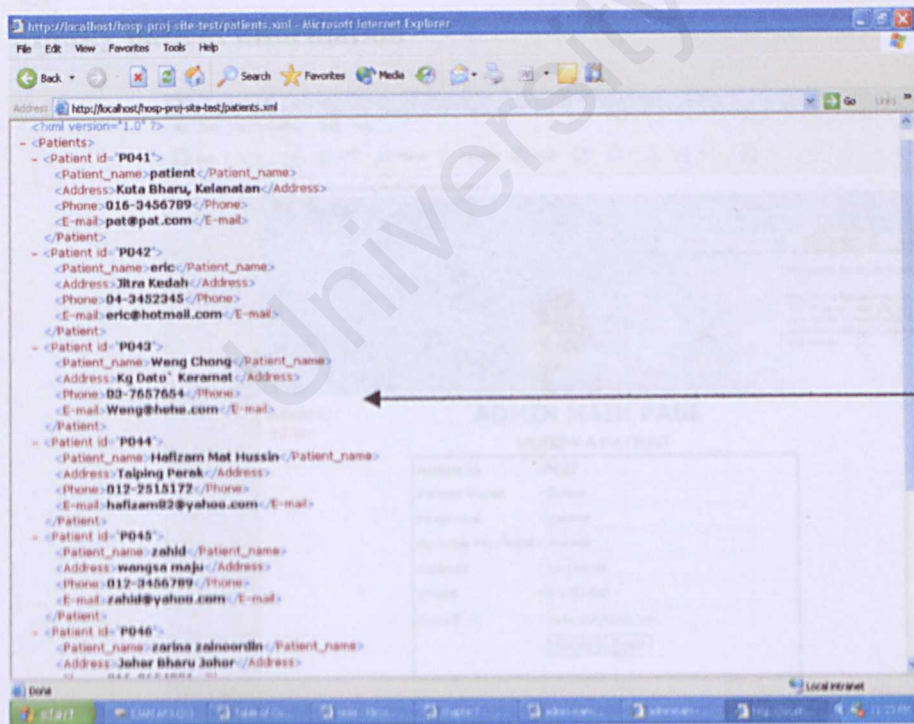 http://localhost/hosp-proj-site-test/patients.xml - Microsoft Internet Explorer
File Edit View Favorites Tools Help
Back Search Favorites Media
Address http://localhost/hosp-proj-site-test/patients.xml Go Links »
<?xml version="1.0" ?>
- <Patients>
- <Patient id="P041">
<Patient_name>patient</Patient_name>
<Address>Kota Bharu, Kelanatan</Address>
<Phone>016-3456789</Phone>
<E-mail>pat@pat.com</E-mail>
</Patient>
- <Patient id="P042">
<Patient_name>eric</Patient_name>
<Address>Jitra Kedah</Address>
<Phone>04-3452345</Phone>
<E-mail>eric@hotmail.com</E-mail>
</Patient>
- <Patient id="P043">
<Patient_name>Weng Chong</Patient_name>
<Address>Kg Dato` Keramat</Address>
<Phone>03-7657654</Phone>
<E-mail>Weng@hehe.com</E-mail>
</Patient>
- <Patient id="P044">
<Patient_name>Hafizam Mat Hussin</Patient_name>
<Address>Taiping Perak</Address>
<Phone>012-2515172</Phone>
<E-mail>hafizam82@yahoo.com</E-mail>
</Patient>
- <Patient id="P045">
<Patient_name>zahid</Patient_name>
<Address>wangsa maju</Address>
<Phone>012-3456789</Phone>
<E-mail>zahid@yahoo.com</E-mail>
</Patient>
- <Patient id="P046">
<Patient_name>zarina zainoordin</Patient_name>
<Address>Johor Bharu Johor</Address>
Done Local intranet
start 11:23 PM
University
ADMIN MAIN PAGE
MODIFY A PATIENT